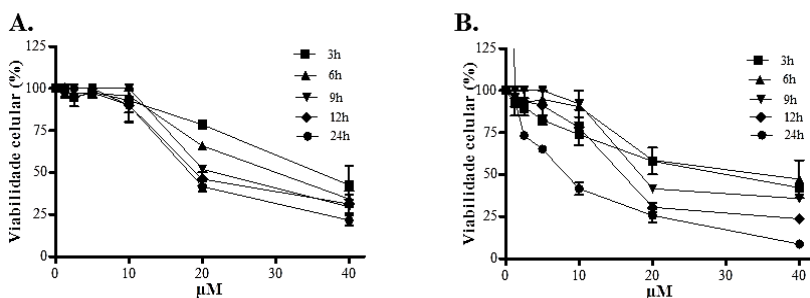 A.
Viabilidade celular (%)
125
100
75
50
25
0
0
10
20
30
40
µM
3h
6h
9h
12h
24h
B.
Viabilidade celular (%)
125
100
75
50
25
0
0
10
20
30
40
µM
3h
6h
9h
12h
24h